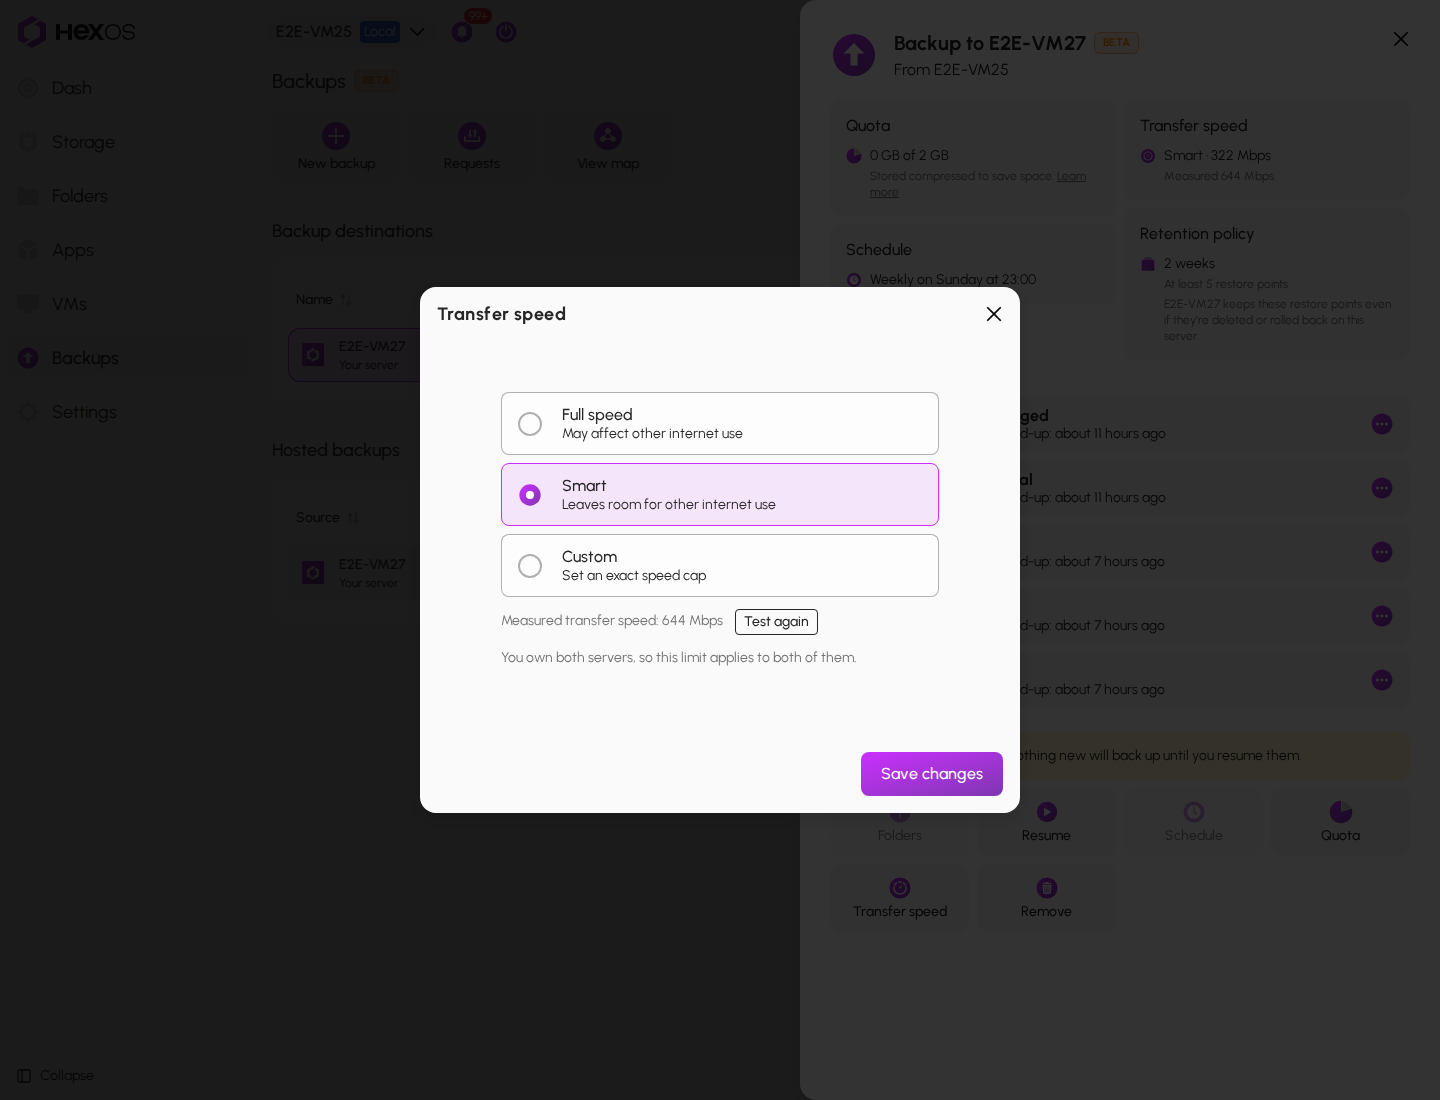 HEXOS
E2E-VM25 Local
99+
Dash
Storage
Folders
Apps
VMs
Backups
Settings
Collapse
Backups BETA
New backup
Requests
View map
Backup destinations
Name
E2E-VM27
Your server
Hosted backups
Source
E2E-VM27
Your server
Backup to E2E-VM27 BETA
From E2E-VM25
Quota
0 GB of 2 GB
Stored compressed to save space. Learn
more
Transfer speed
Smart · 322 Mbps
Measured 644 Mbps
Schedule
Weekly on Sunday at 23:00
Retention policy
2 weeks
At least 5 restore points
E2E-VM27 keeps these restore points even
if they're deleted or rolled back on this
server.
Transfer speed
Full speed
May affect other internet use
Smart
Leaves room for other internet use
Custom
Set an exact speed cap
Measured transfer speed: 644 Mbps
Test again
You own both servers, so this limit applies to both of them.
Save changes
ged
d-up: about 11 hours ago
al
d-up: about 11 hours ago
d-up: about 7 hours ago
d-up: about 7 hours ago
d-up: about 7 hours ago
othing new will back up until you resume them.
Folders
Resume
Schedule
Quota
Transfer speed
Remove